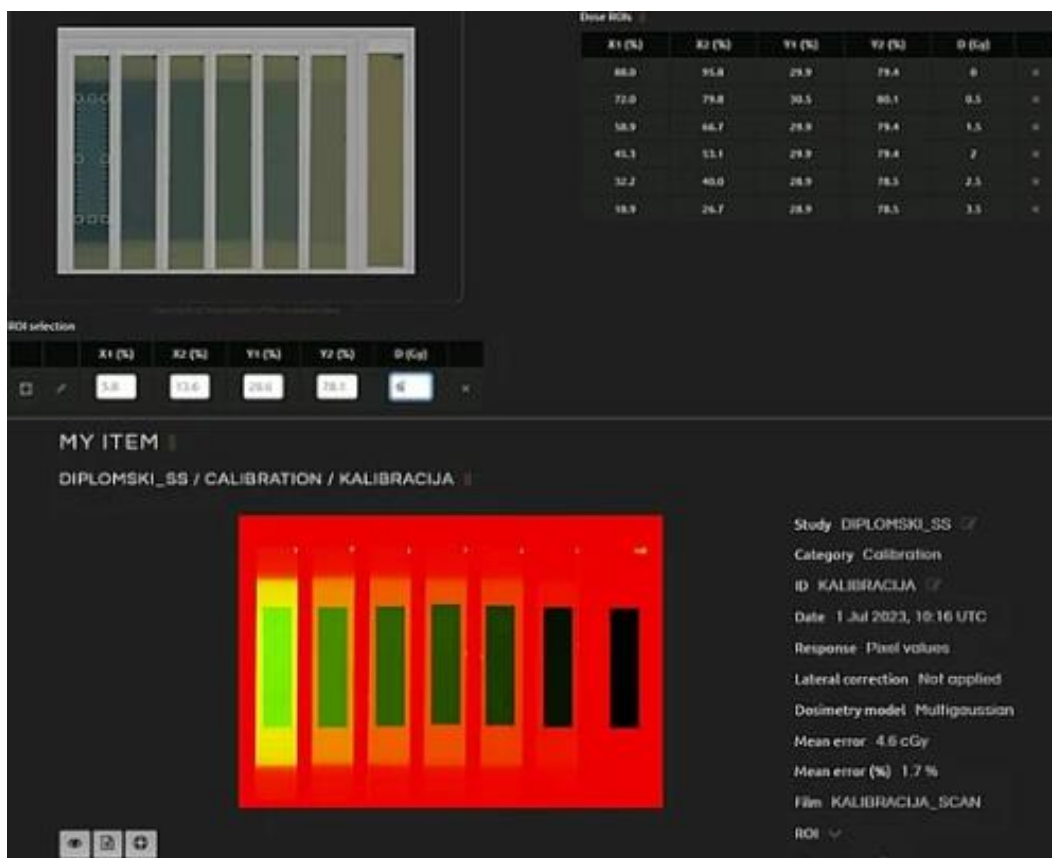 Dose ROIs
X1 (%) X2 (%) Y1 (%) Y2 (%) D (Gy)
88.0 95.8 29.9 79.4 0
72.0 79.8 30.5 80.1 0.5
58.9 66.7 29.9 79.4 1.5
45.3 53.1 29.9 79.4 2
32.2 40.0 28.9 78.5 2.5
18.9 26.7 28.9 78.5 3.5
ROI selection
X1 (%) X2 (%) Y1 (%) Y2 (%) D (Gy)
5.8 13.6 28.6 78.1
MY ITEM
DIPLOMSKI_SS / CALIBRATION / KALIBRACIJA
Study DIPLOMSKI_SS
Category Calibration
ID KALIBRACIJA
Date 1 Jul 2023, 10:16 UTC
Response Pixel values
Lateral correction Not applied
Dosimetry model Multigaussian
Mean error 4.6 cGy
Mean error (%) 1.7 %
Film KALIBRACIJA_SCAN
ROI